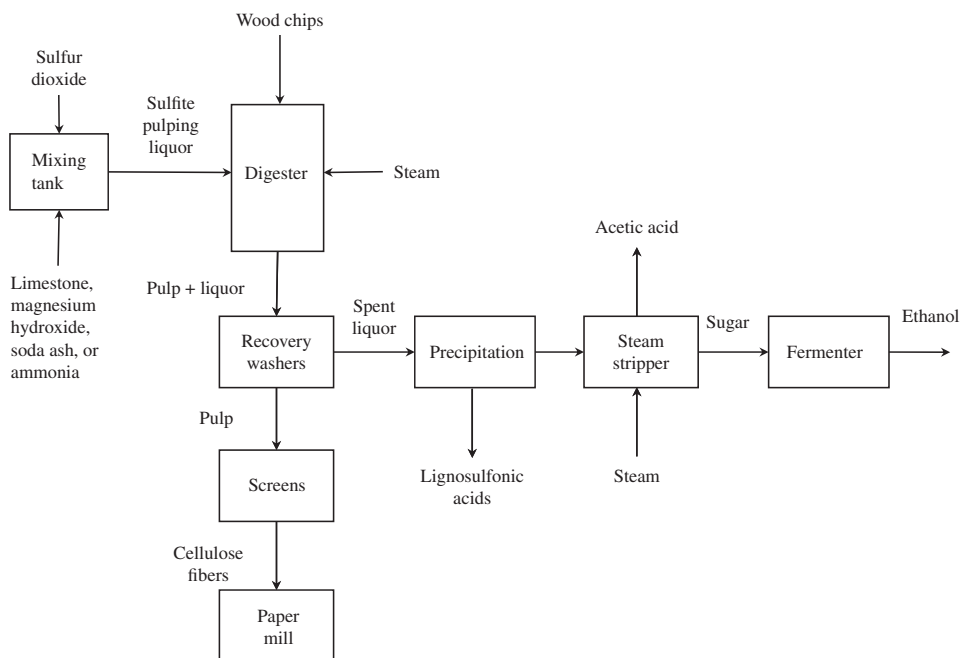 Wood chips
Sulfur
dioxide
Sulfite
pulping
liquor
Mixing
tank
Digester
Steam
Limestone,
magnesium
hydroxide,
soda ash, or
ammonia
Pulp + liquor
Acetic acid
Spent
liquor
Recovery
washers
Precipitation
Steam
stripper
Sugar
Fermenter
Ethanol
Pulp
Lignosulfonic
acids
Steam
Screens
Cellulose
fibers
Paper
mill